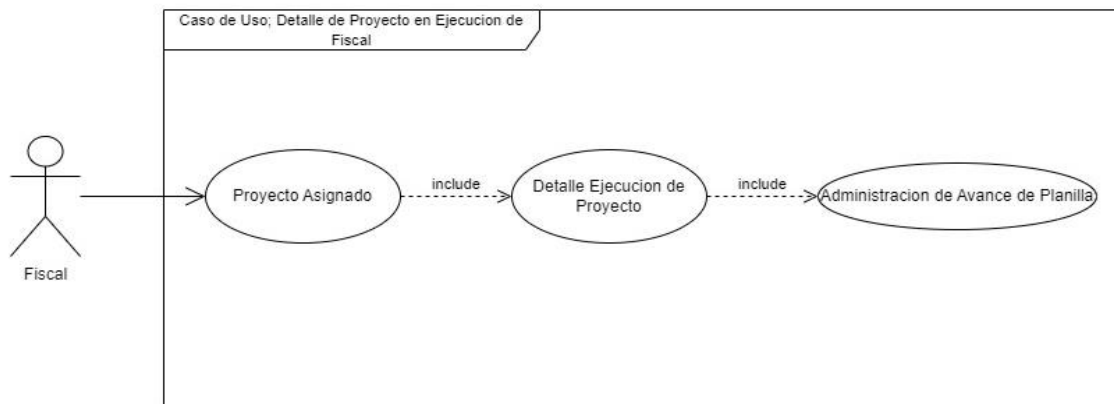 Caso de Uso; Detalle de Proyecto en Ejecucion de
Fiscal
Proyecto Asignado
include
Detalle Ejecucion de
Proyecto
include
Administracion de Avance de Planilla
Fiscal